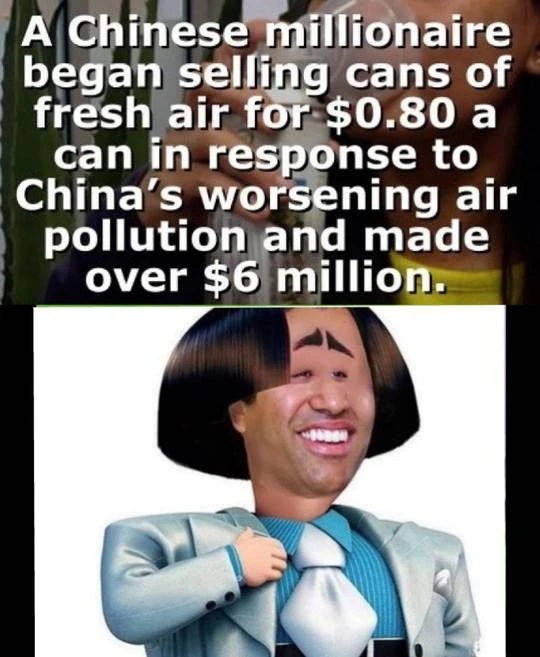 A Chinese millionaire
began selling cans of
fresh air for $0.80 a
can in response to
China's worsening air
pollution and made
over $6 million.